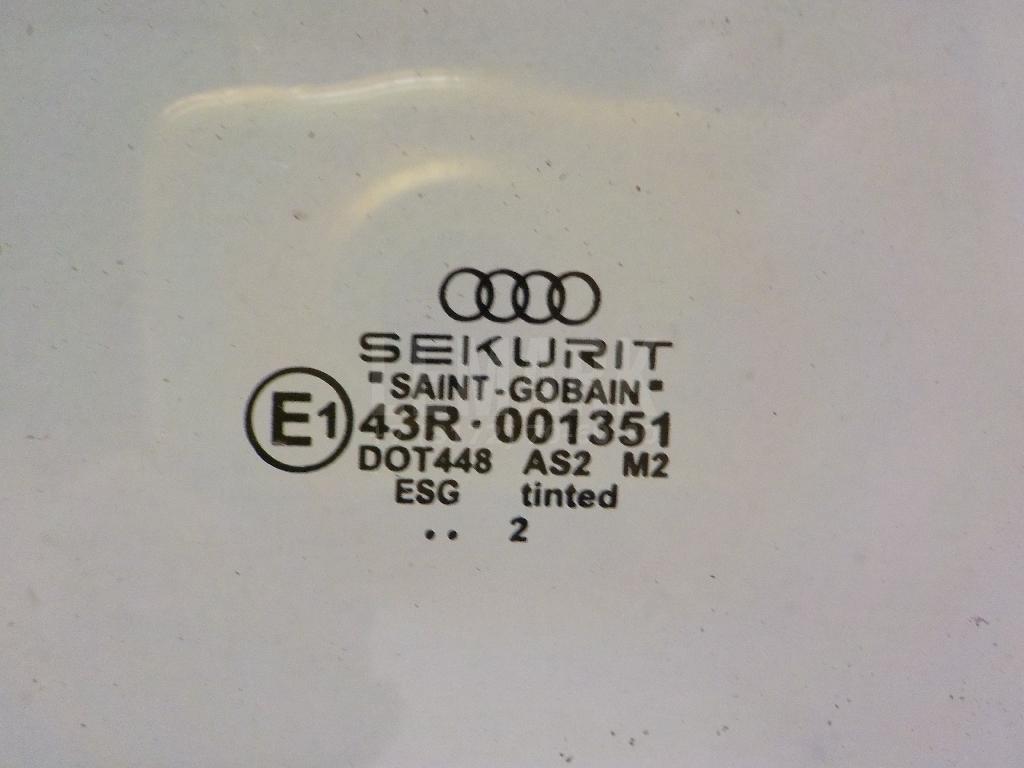 SEKURIT
"SAINT-GOBAIN"
E1 43R·001351
DOT448 AS2 M2
ESG tinted
.. 2